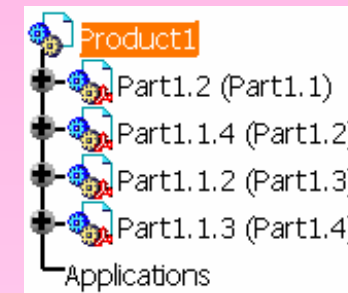 Product1
Part1.2 (Part1.1)
Part1.1.4 (Part1.2)
Part1.1.2 (Part1.3)
Part1.1.3 (Part1.4)
Applications